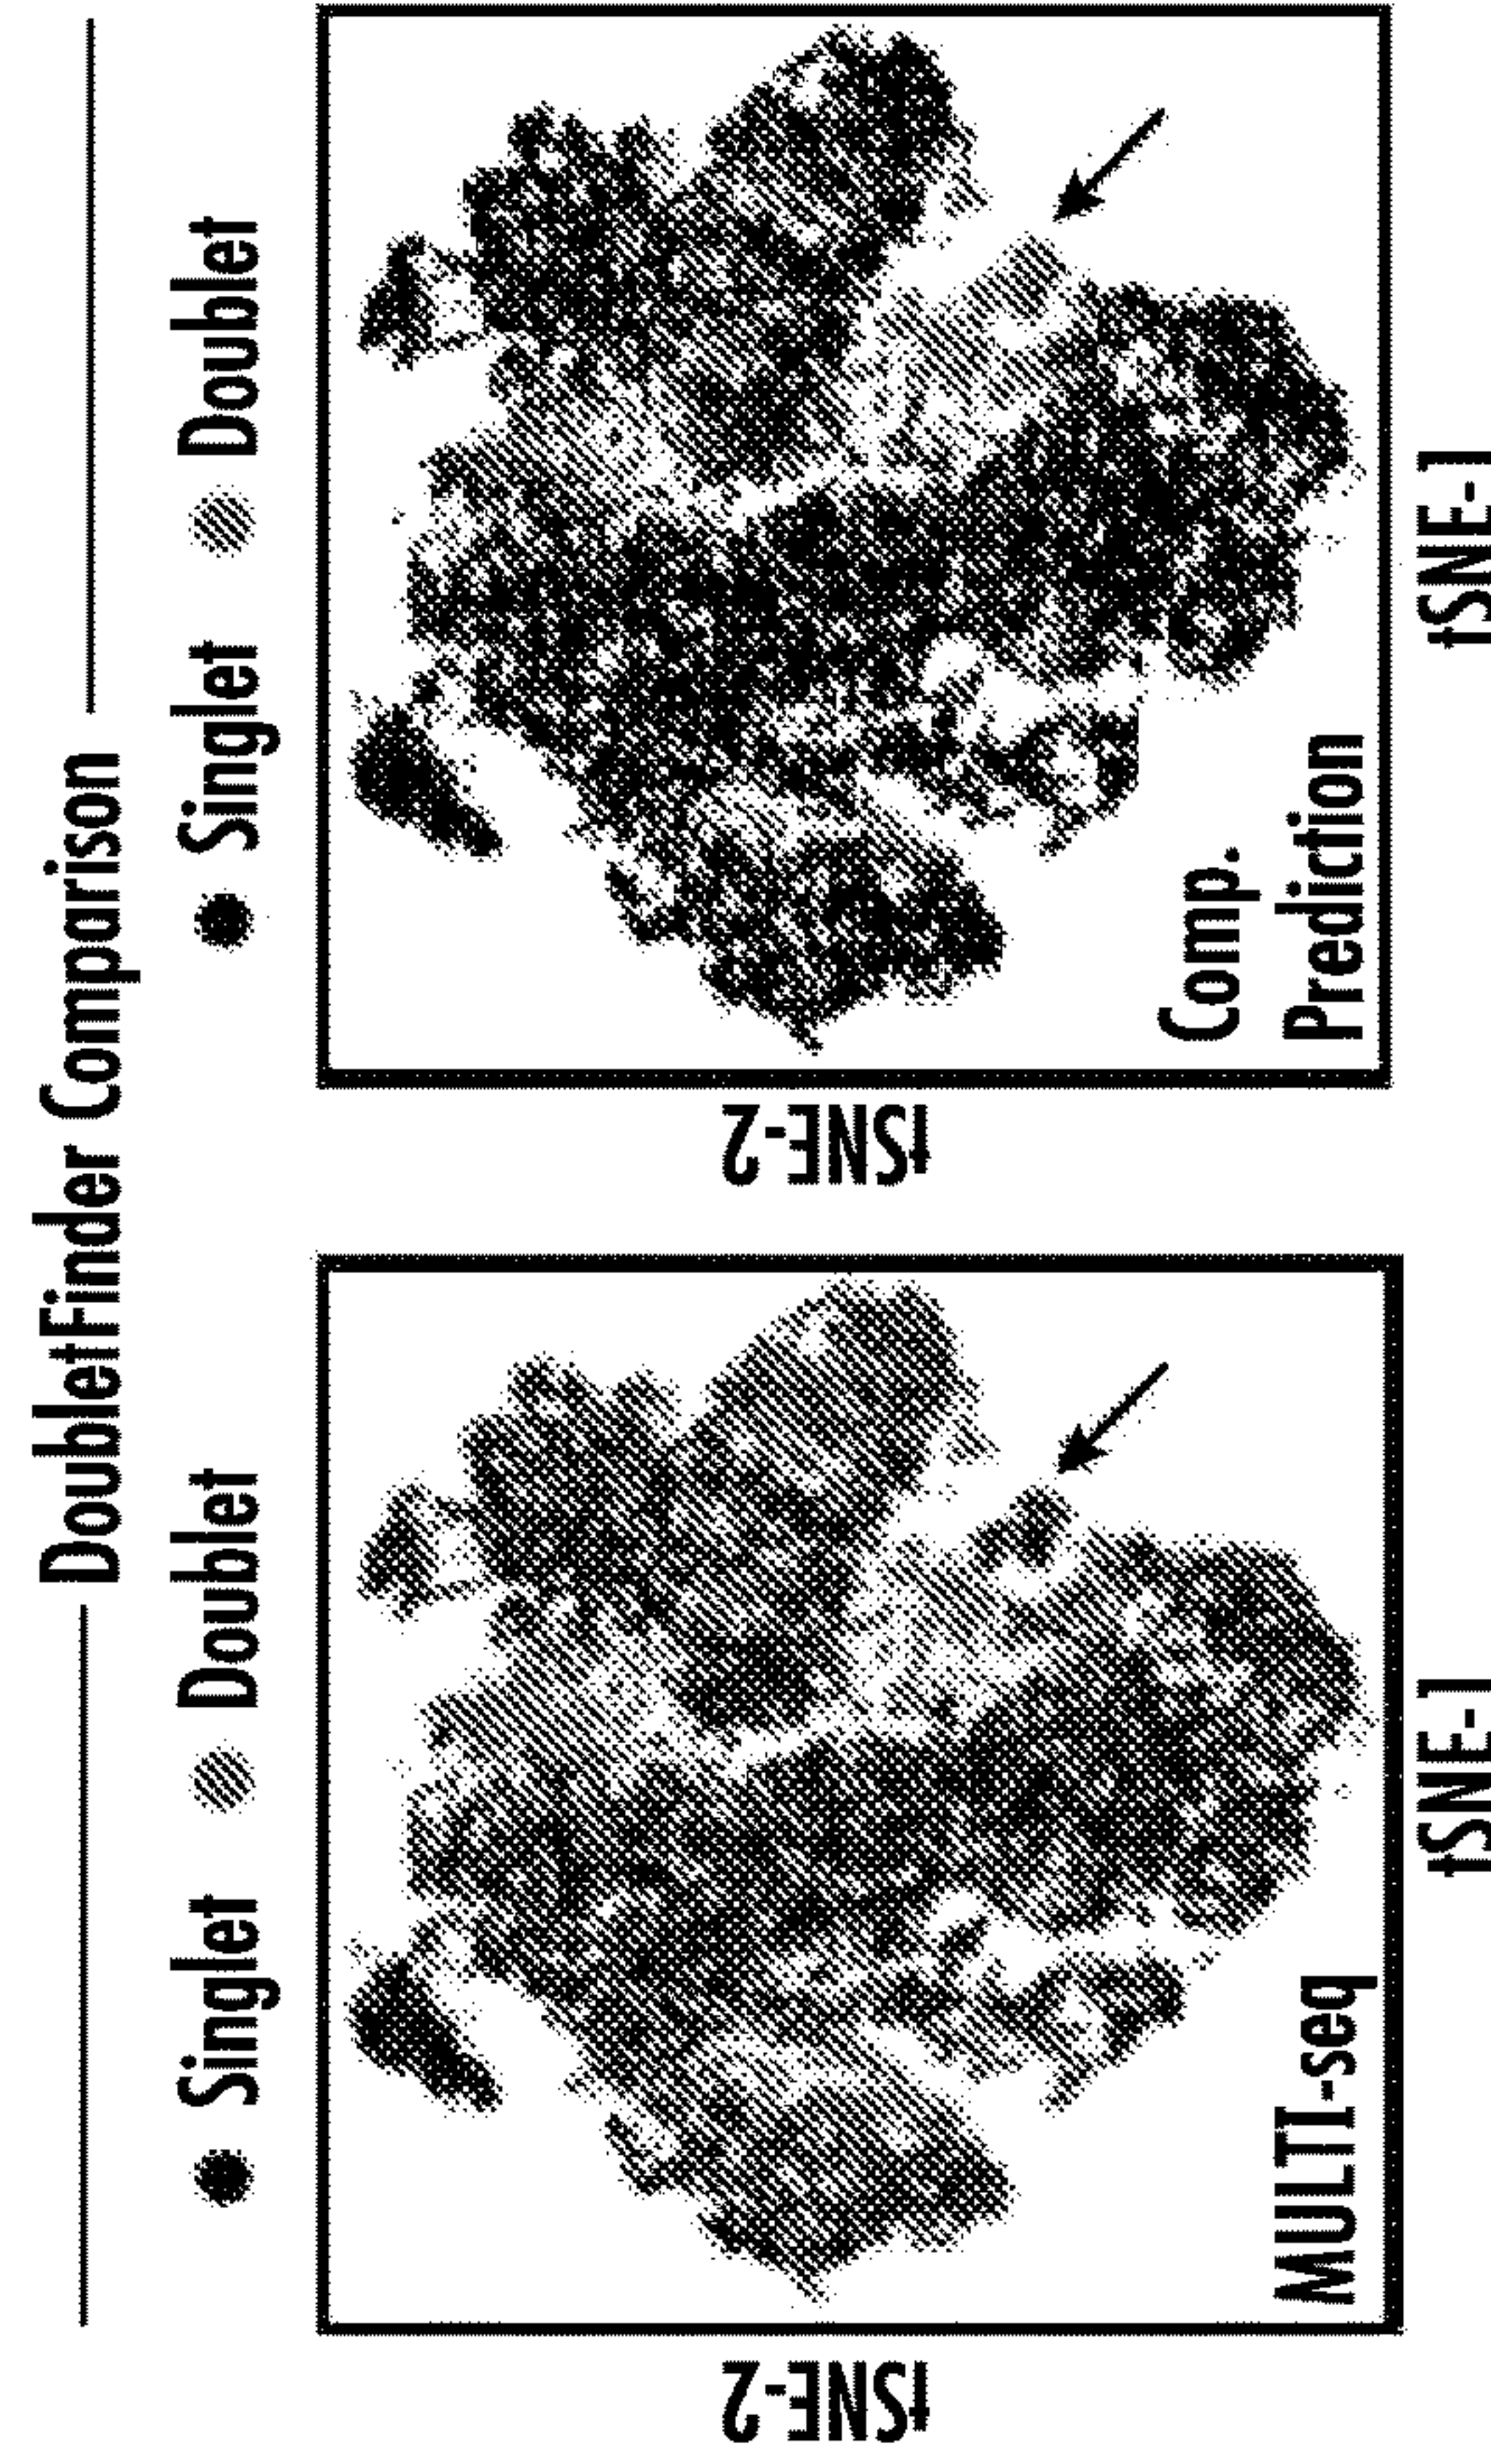 DoubletFinder Comparison
Singlet Doublet
Singlet Doublet
tSNE-2
MULTI-seq
tSNE-1
tSNE-2
Comp.
Prediction
tSNE-1